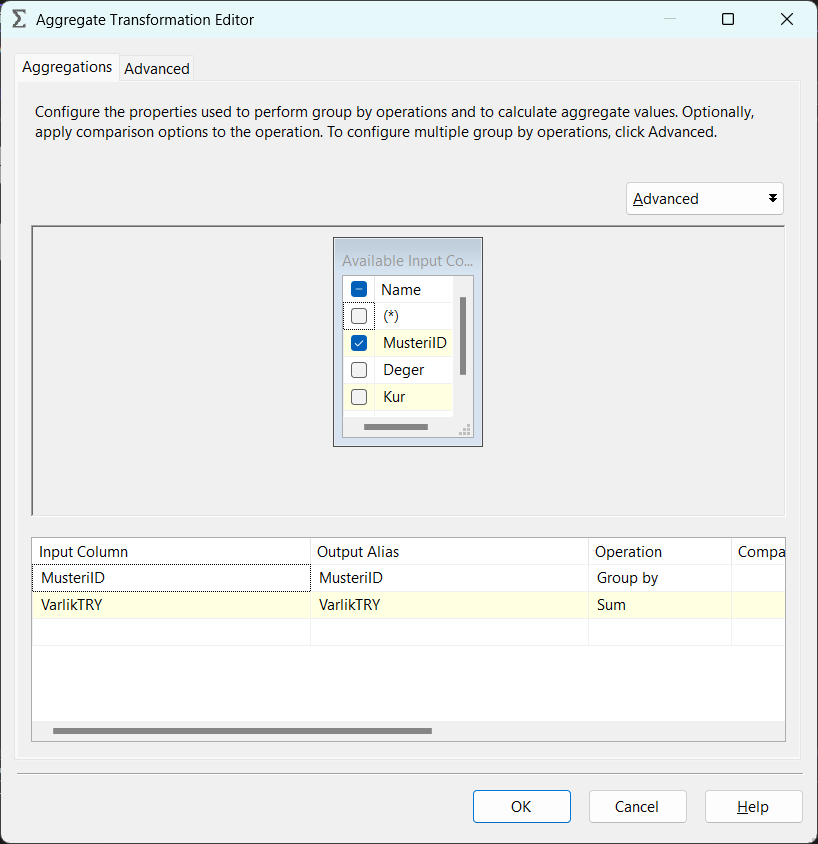 Aggregate Transformation Editor
Aggregations Advanced
Configure the properties used to perform group by operations and to calculate aggregate values. Optionally,
apply comparison options to the operation. To configure multiple group by operations, click Advanced.
Advanced
Available Input Co...
Name
(*)
MusteriID
Deger
Kur
Input Column Output Alias Operation Compa
MusteriID MusteriID Group by
VarlikTRY VarlikTRY Sum
OK Cancel Help